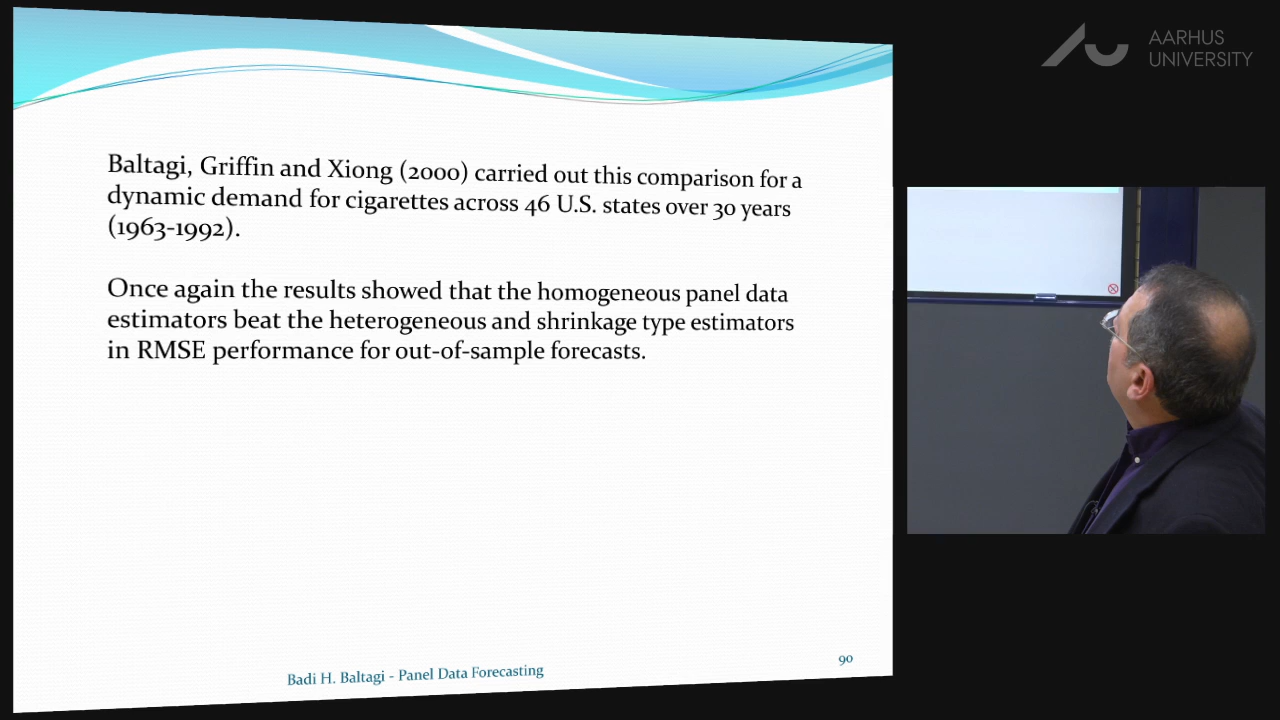 AARHUS
UNIVERSITY
Baltagi, Griffin and Xiong (2000) carried out this comparison for a
dynamic demand for cigarettes across 46 U.S. states over 30 years
(1963-1992).
Once again the results showed that the homogeneous panel data
estimators beat the heterogeneous and shrinkage type estimators
in RMSE performance for out-of-sample forecasts.
Badi H. Baltagi - Panel Data Forecasting
90